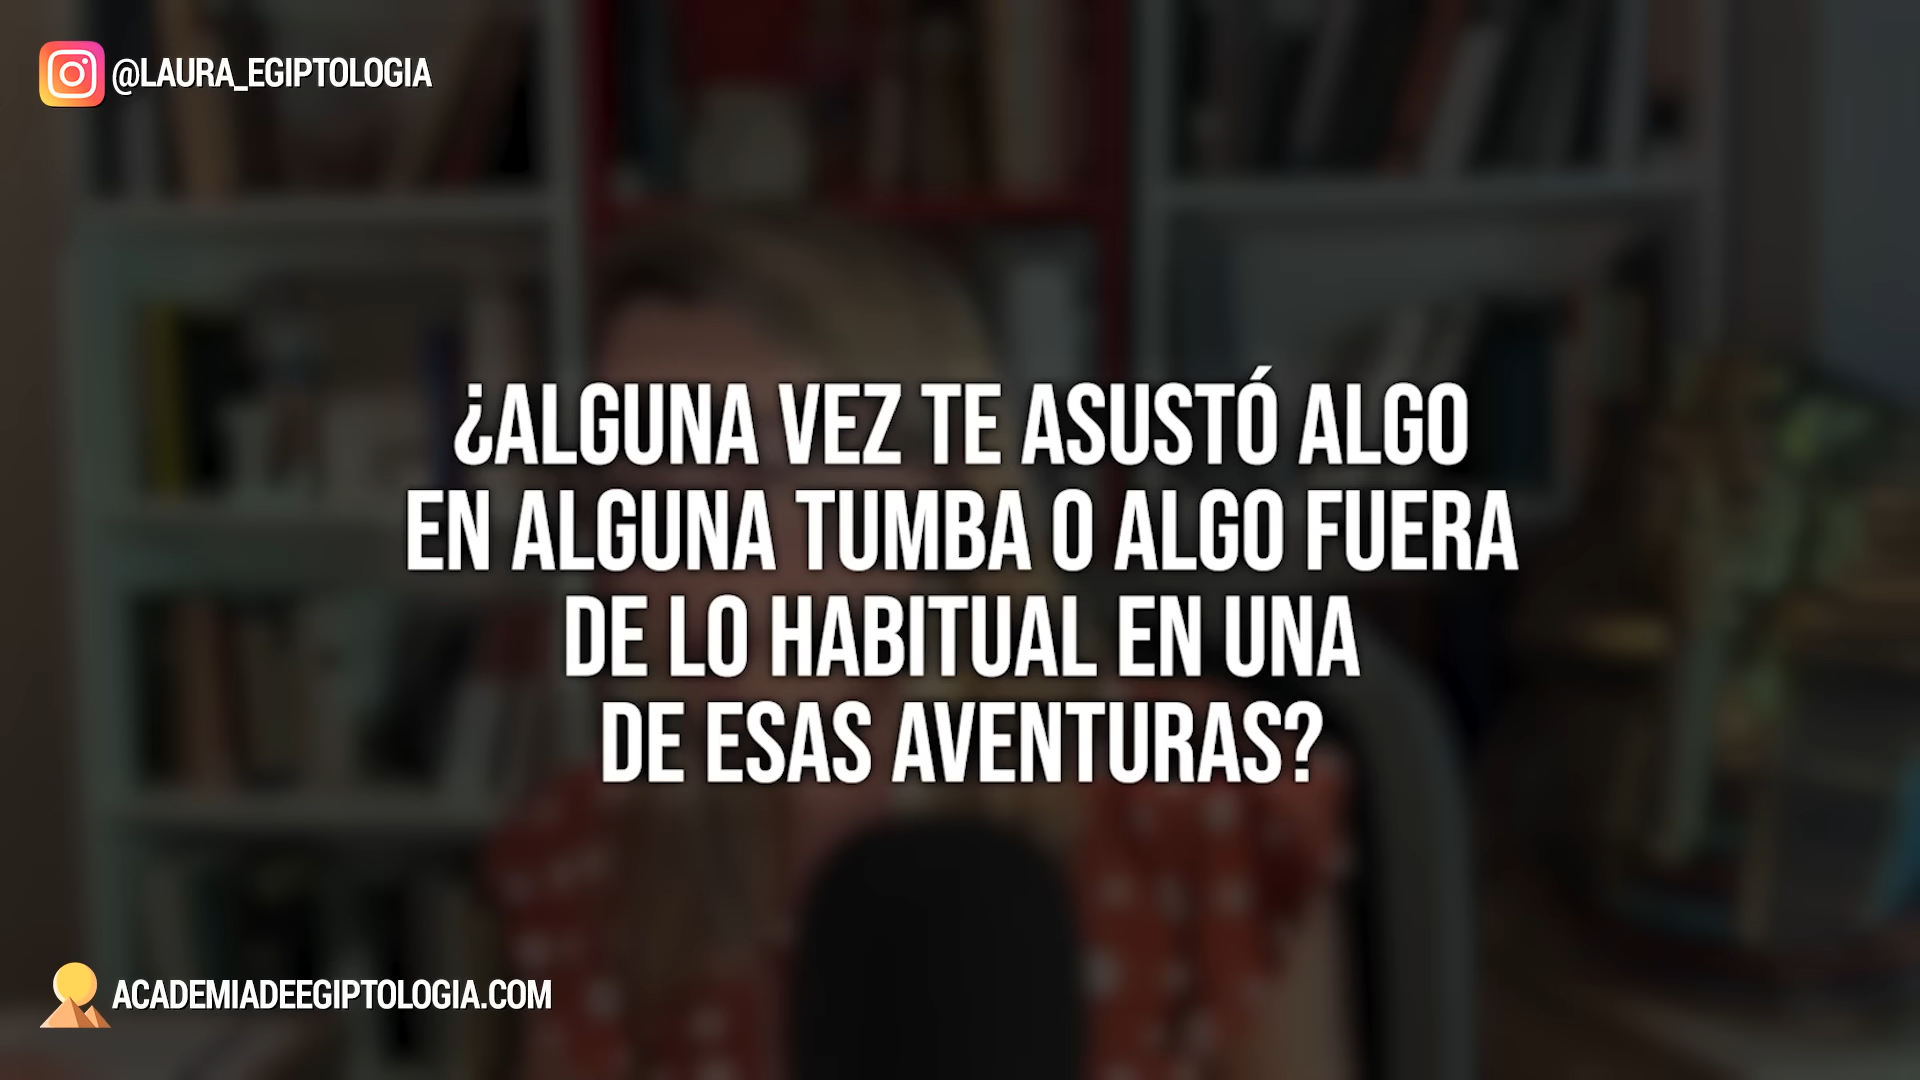 @LAURA_EGIPTOLOGIA
¿ALGUNA VEZ TE ASUSTÓ ALGO
EN ALGUNA TUMBA O ALGO FUERA
DE LO HABITUAL EN UNA
DE ESAS AVENTURAS?
ACADEMIADEEGIPTOLOGIA.COM